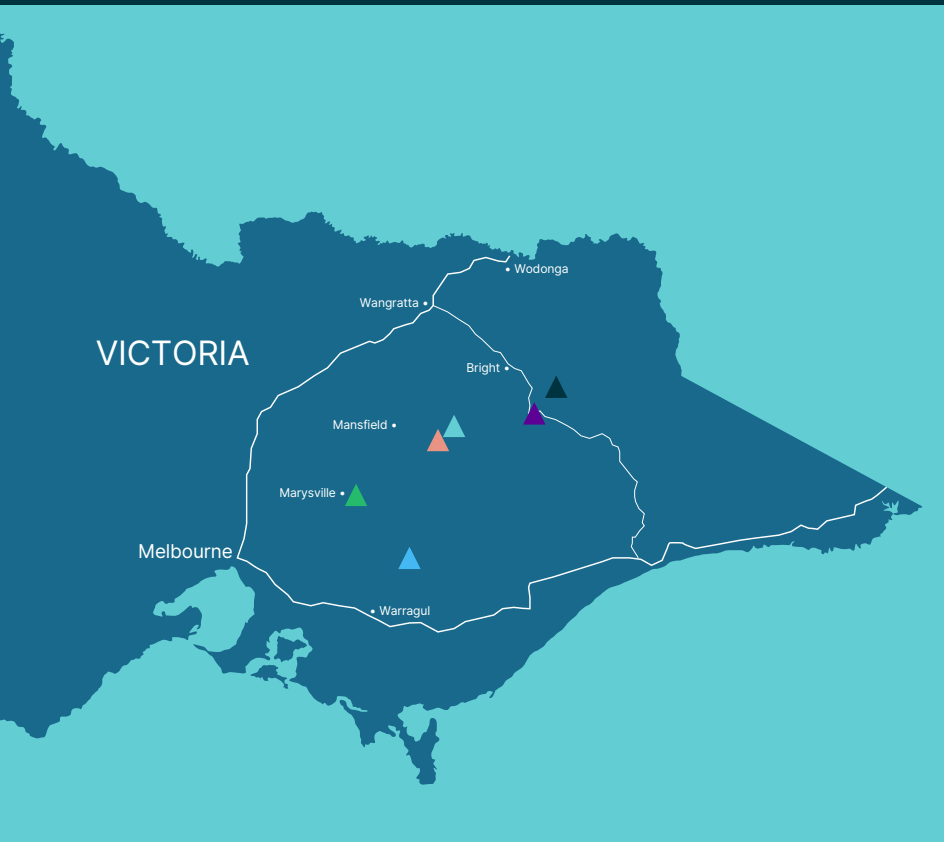 Wodonga
Wangratta
VICTORIA
Bright
Mansfield
Marysville
Melbourne
Warragul